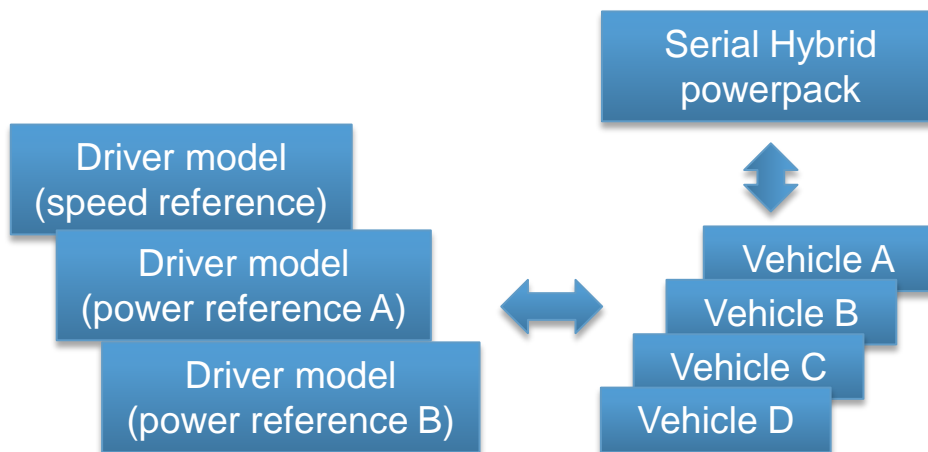 Serial Hybrid
powerpack
Driver model
(speed reference)
Driver model
(power reference A)
Driver model
(power reference B)
Vehicle A
Vehicle B
Vehicle C
Vehicle D